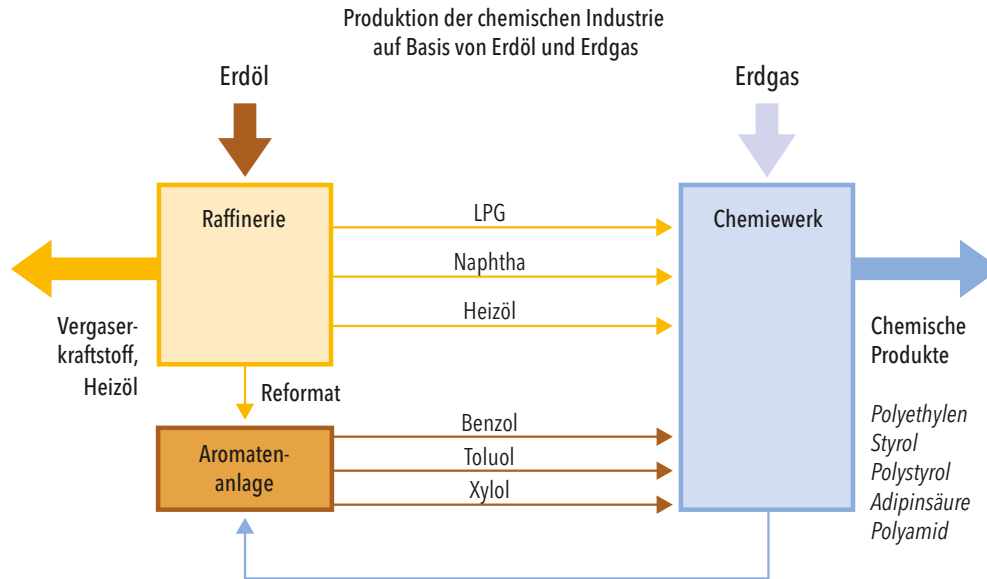 Produktion der chemischen Industrie
auf Basis von Erdöl und Erdgas
Erdöl
Erdgas
Raffinerie
LPG
Chemiewerk
Naphtha
Heizöl
Vergaser-
kraftstoff,
Heizöl
Chemische
Produkte
Reformat
Polyethylen
Styrol
Polystyrol
Adipinsäure
Polyamid
Aromaten-
anlage
Benzol
Toluol
Xylol